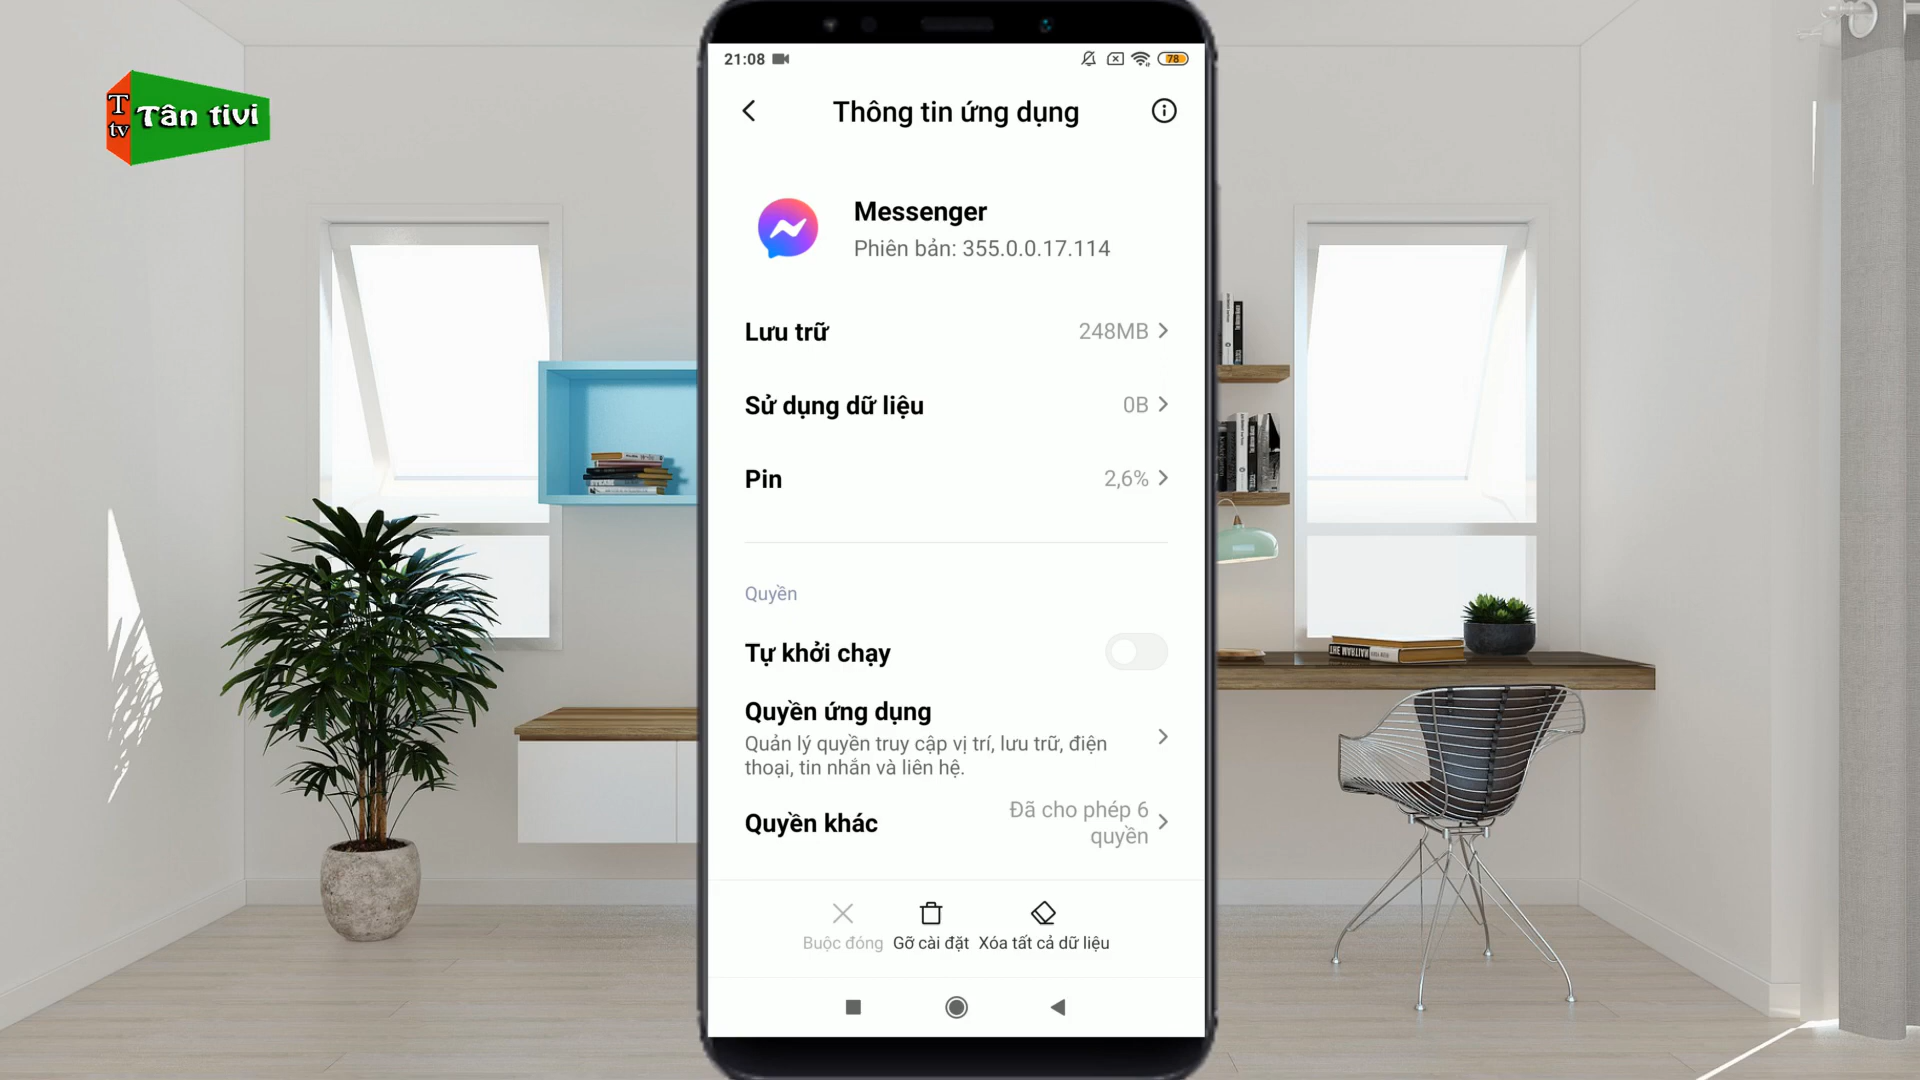 T
tv
Tân tivi
21:08
78
Thông tin ứng dụng
Messenger
Phiên bản: 355.0.0.17.114
Lưu trữ
248MB
Sử dụng dữ liệu
0B
Pin
2,6%
Quyền
Tự khởi chạy
Quyền ứng dụng
Quản lý quyền truy cập vị trí, lưu trữ, điện
thoại, tin nhắn và liên hệ.
Quyền khác
Đã cho phép 6
quyền
Buộc đóng
Gỡ cài đặt
Xóa tất cả dữ liệu